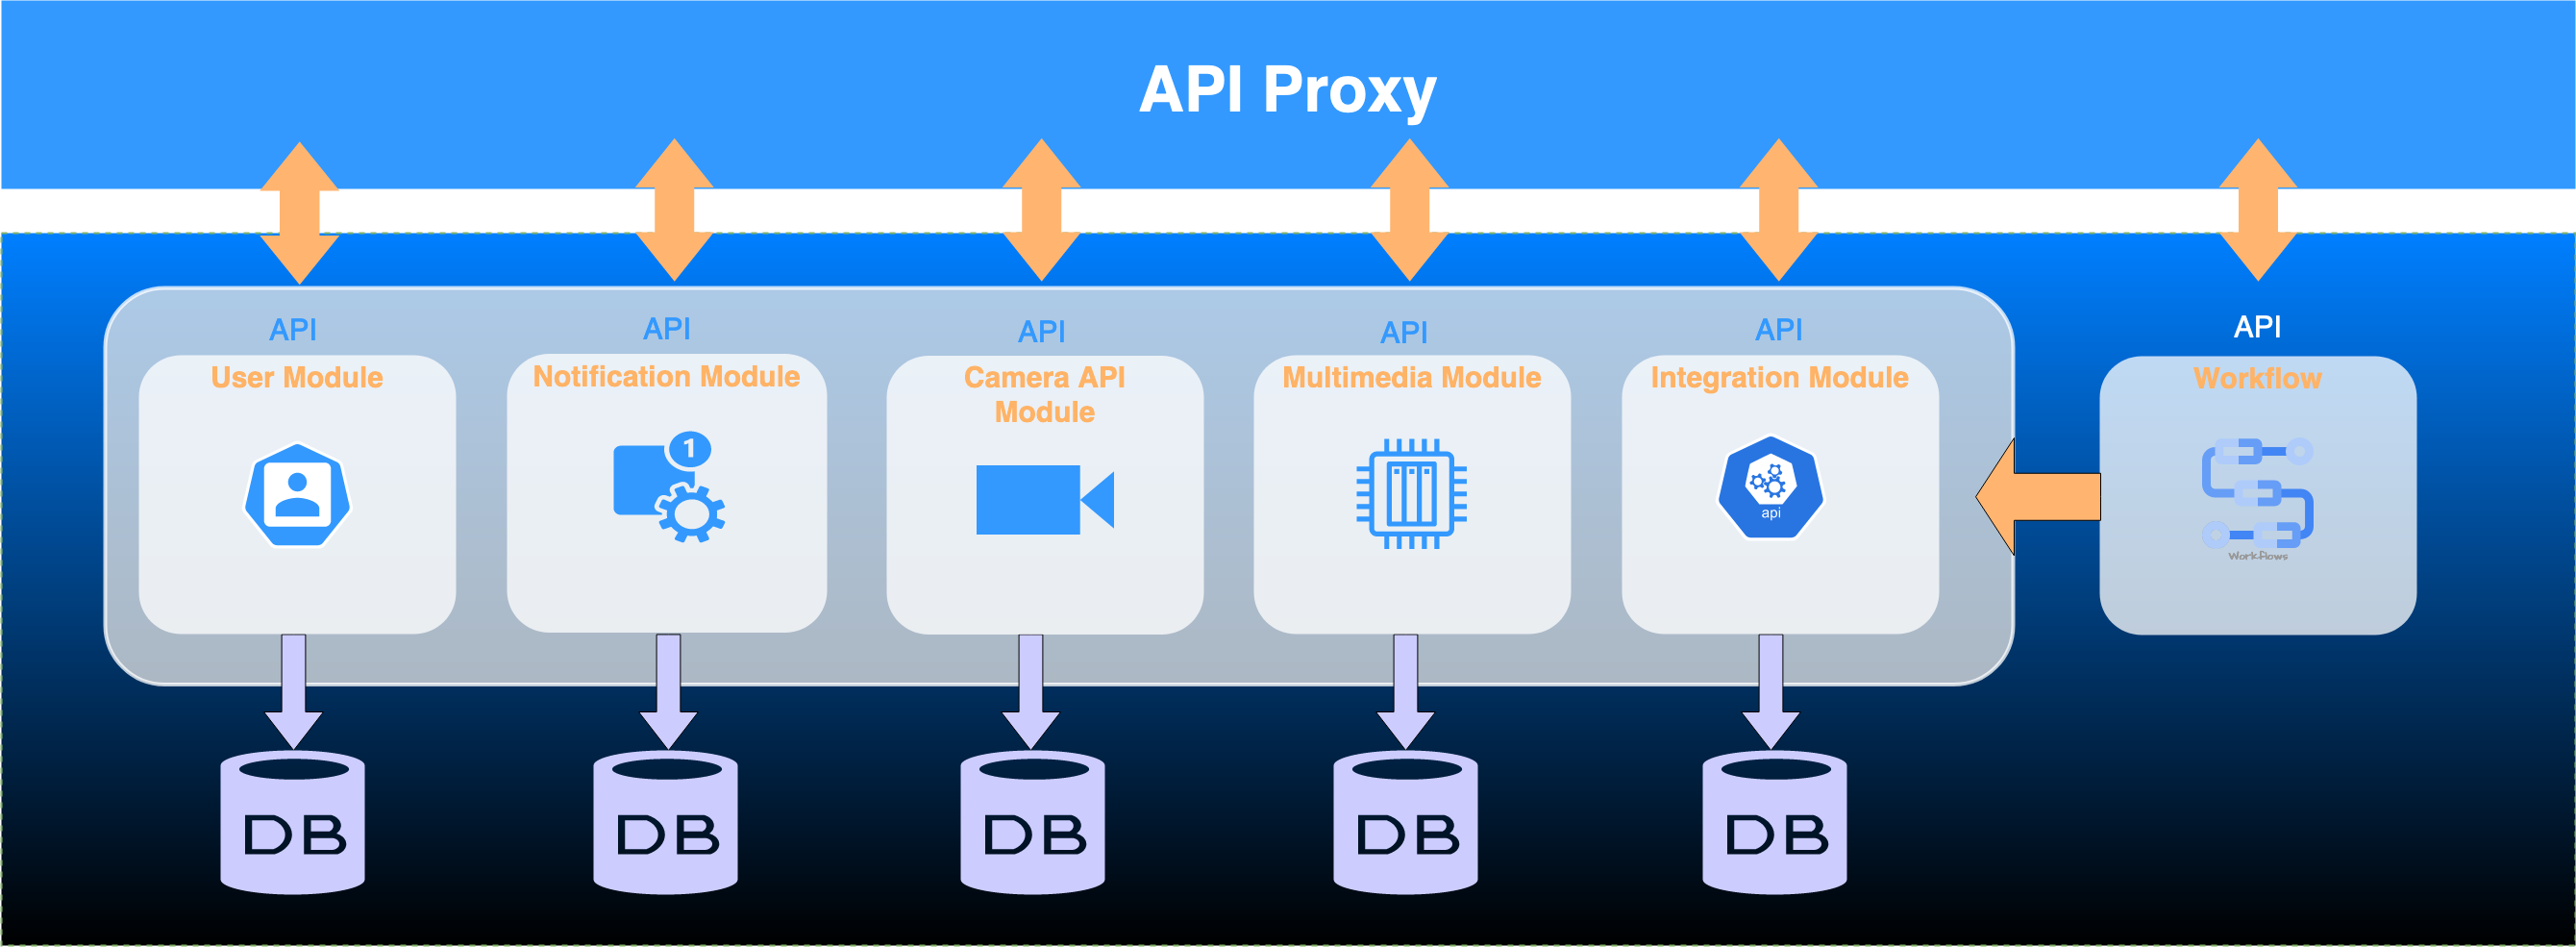 API Proxy
API
API
API
API
API
API
User Module
Notification Module
Camera API
Module
Multimedia Module
Integration Module
Workflow
1
api
Workflows
DB
DB
DB
DB
DB